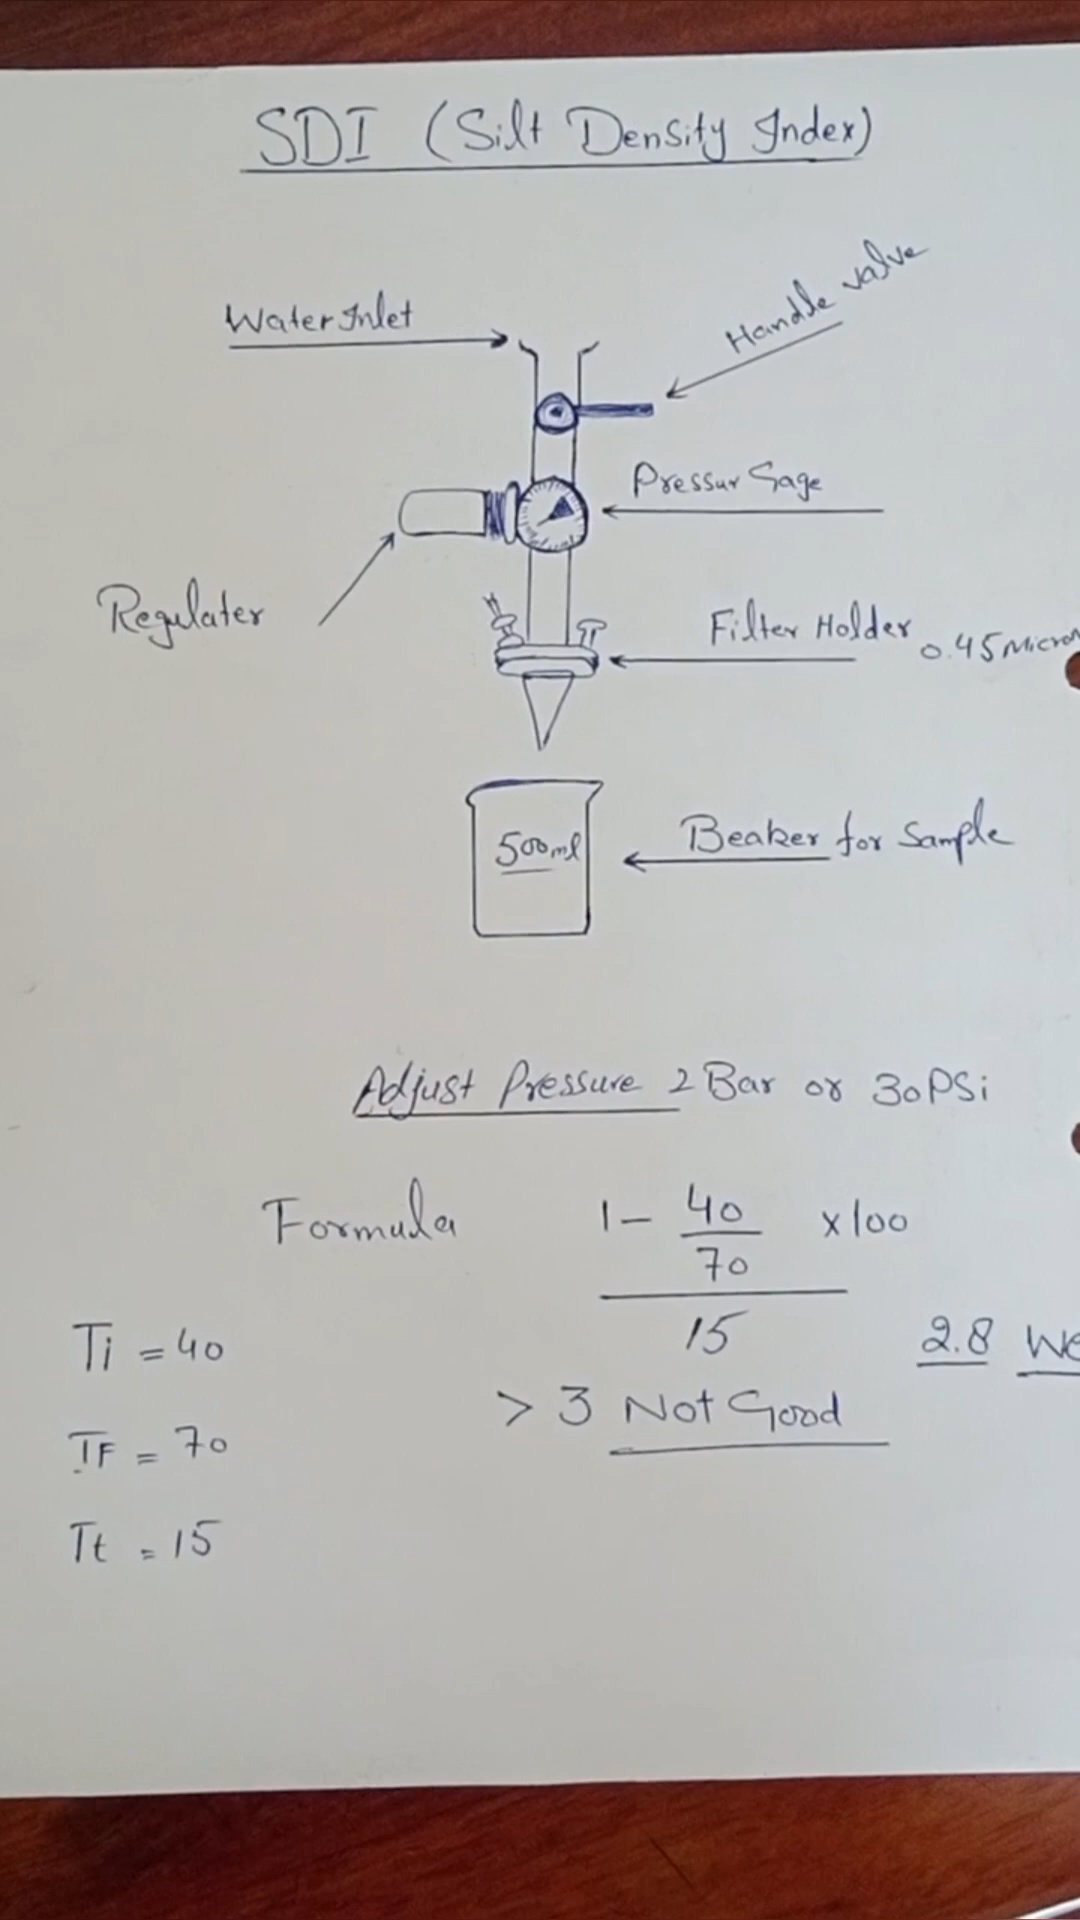 SDI (Silt Density Index)
Handle valve
Water Inlet
Pressur Gage
Regulater
Filter Holder 0.45 Micron
500ml
Beaker for Sample
Adjust Pressure 2 Bar or 30 PSi
Formula
1 - 40 x100
70
15
2.8
Ti = 40
> 3 Not Good
TF = 70
Tt = 15